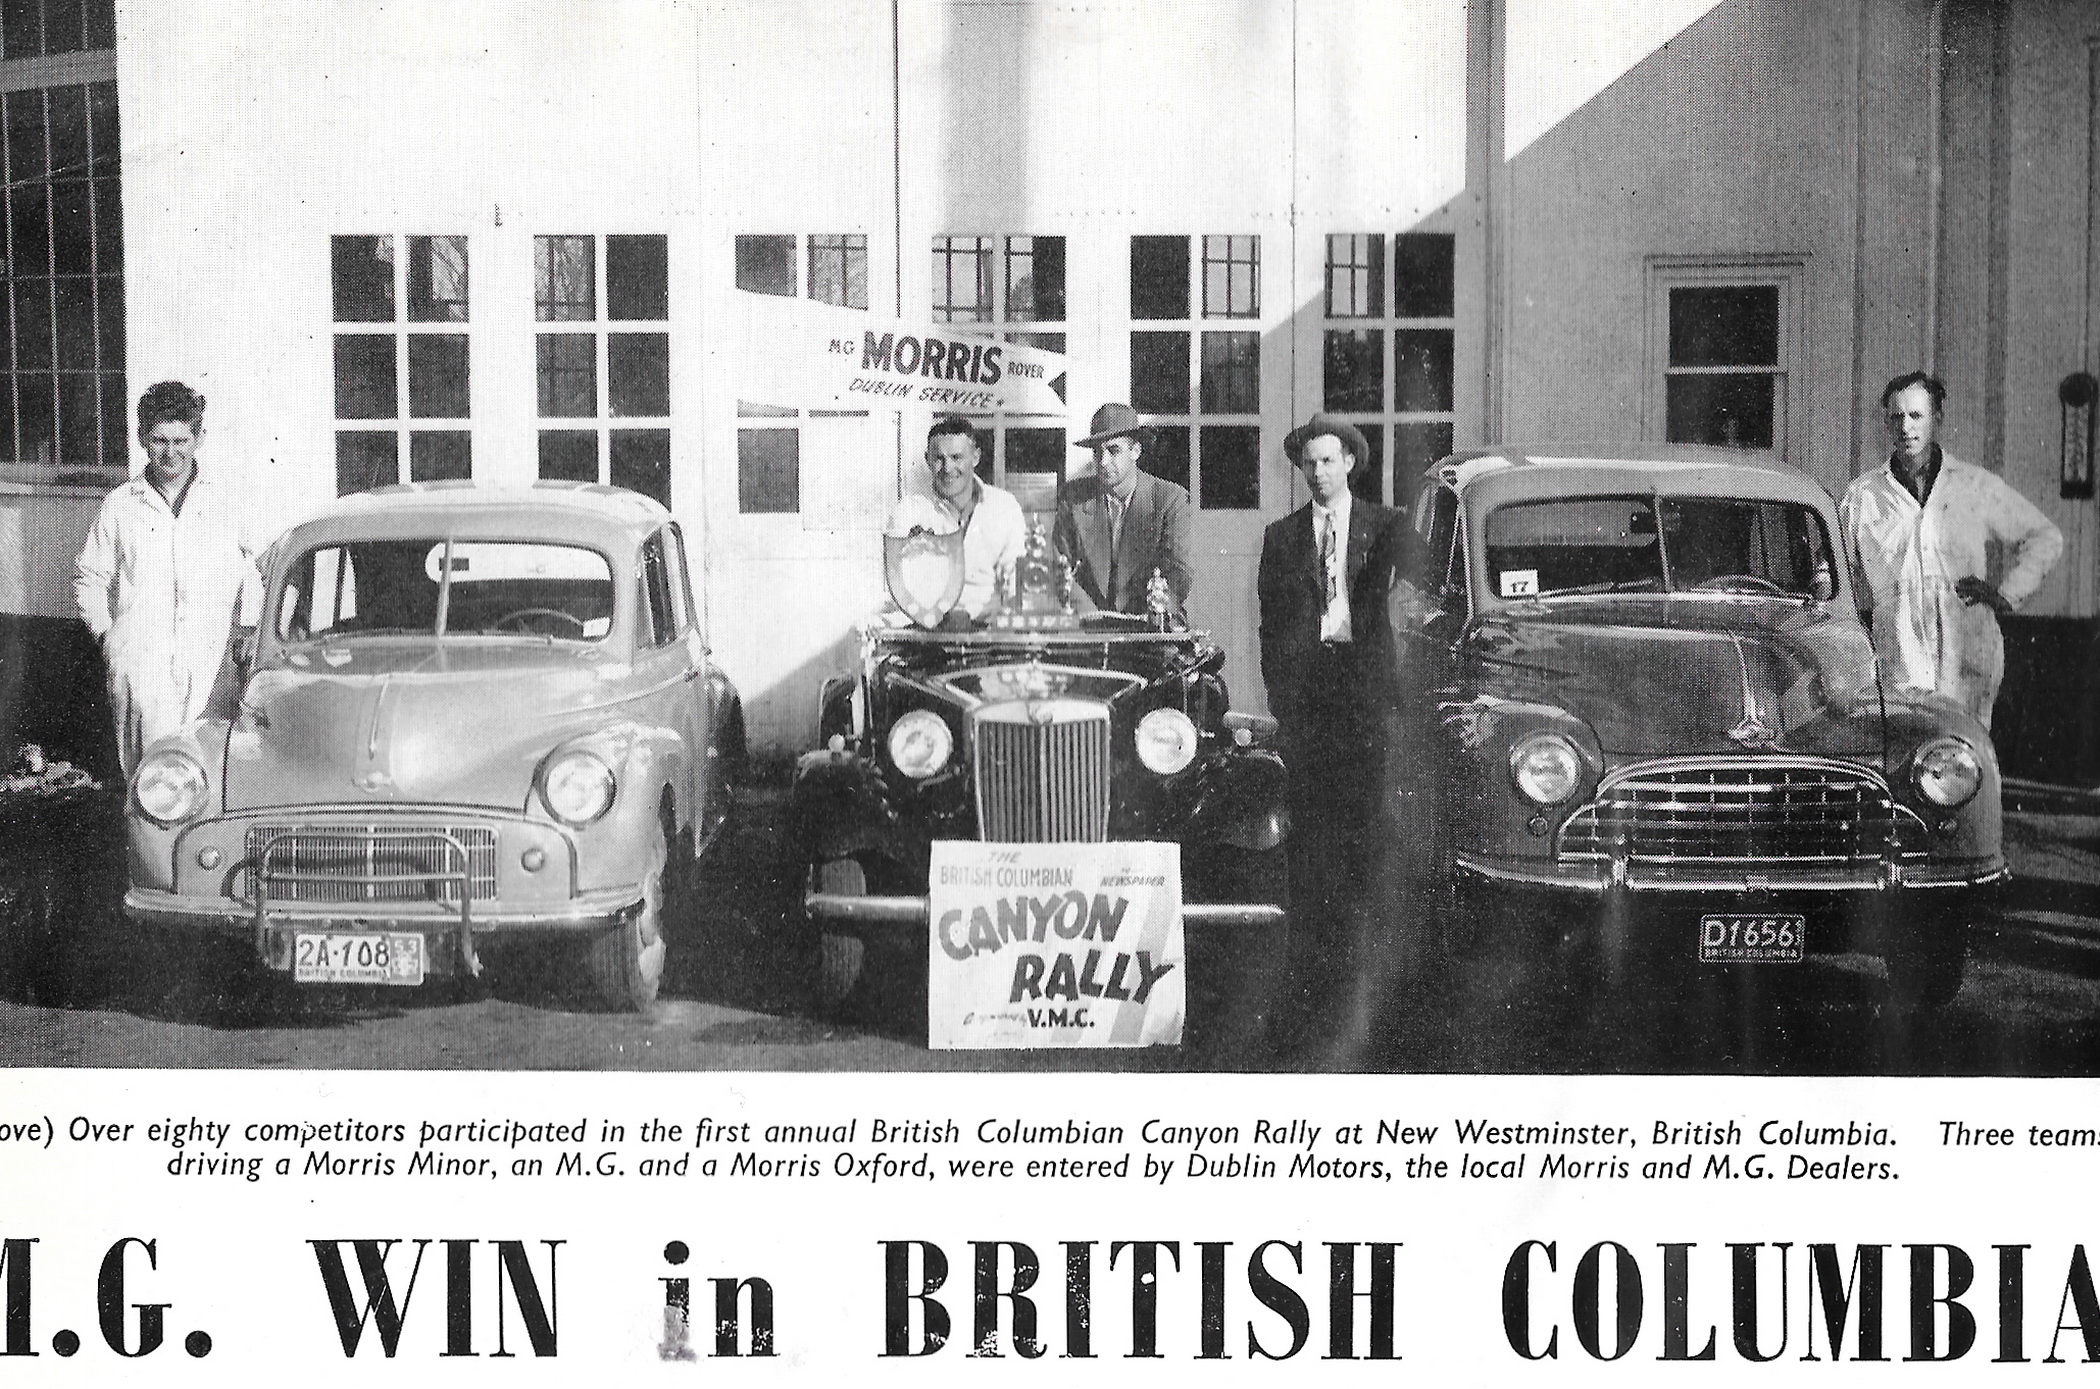 MG MORRIS ROVER
DUBLIN SERVICE
17
THE
BRITISH COLUMBIAN NEWSPAPER
CANYON
RALLY
V.M.C.
2A·108 53
BRITISH COLUMBIA
D1656
BRITISH COLUMBIA
ove) Over eighty competitors participated in the first annual British Columbian Canyon Rally at New Westminster, British Columbia. Three teams
driving a Morris Minor, an M.G. and a Morris Oxford, were entered by Dublin Motors, the local Morris and M.G. Dealers.
M.G. WIN in BRITISH COLUMBIA